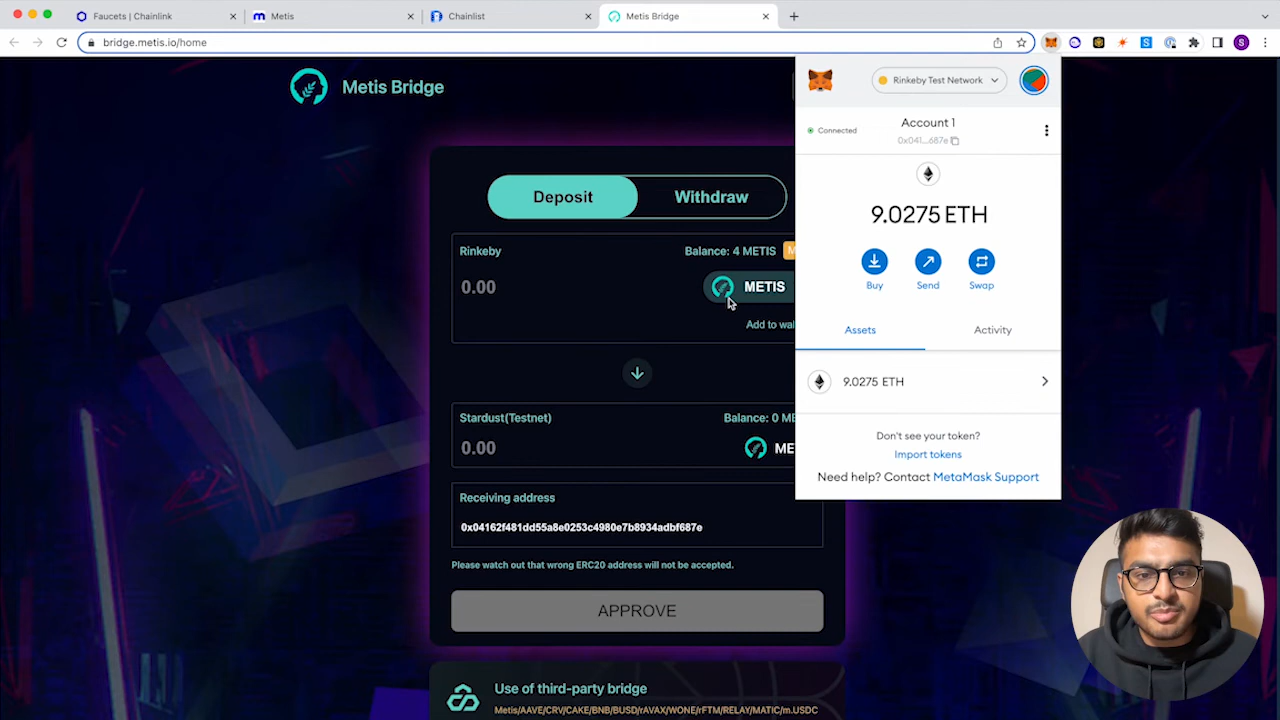 Faucets | Chainlink
Metis
Chainlist
Metis Bridge
bridge.metis.io/home
S
S
Metis Bridge
Rinkeby Test Network
Connected
Account 1
0x041...687e
9.0275 ETH
Buy
Send
Swap
Assets
Activity
9.0275 ETH
Don't see your token?
Import tokens
Need help? Contact MetaMask Support
Deposit
Withdraw
Rinkeby
Balance: 4 METIS
M
0.00
METIS
Add to wal
Stardust(Testnet)
Balance: 0 ME
0.00
ME
Receiving address
0x04162f481dd55a8e0253c4980e7b8934adbf687e
Please watch out that wrong ERC20 address will not be accepted.
APPROVE
Use of third-party bridge
Metis/AAVE/CRV/CAKE/BNB/BUSD/rAVAX/WONE/rFTM/RELAY/MATIC/m.USDC